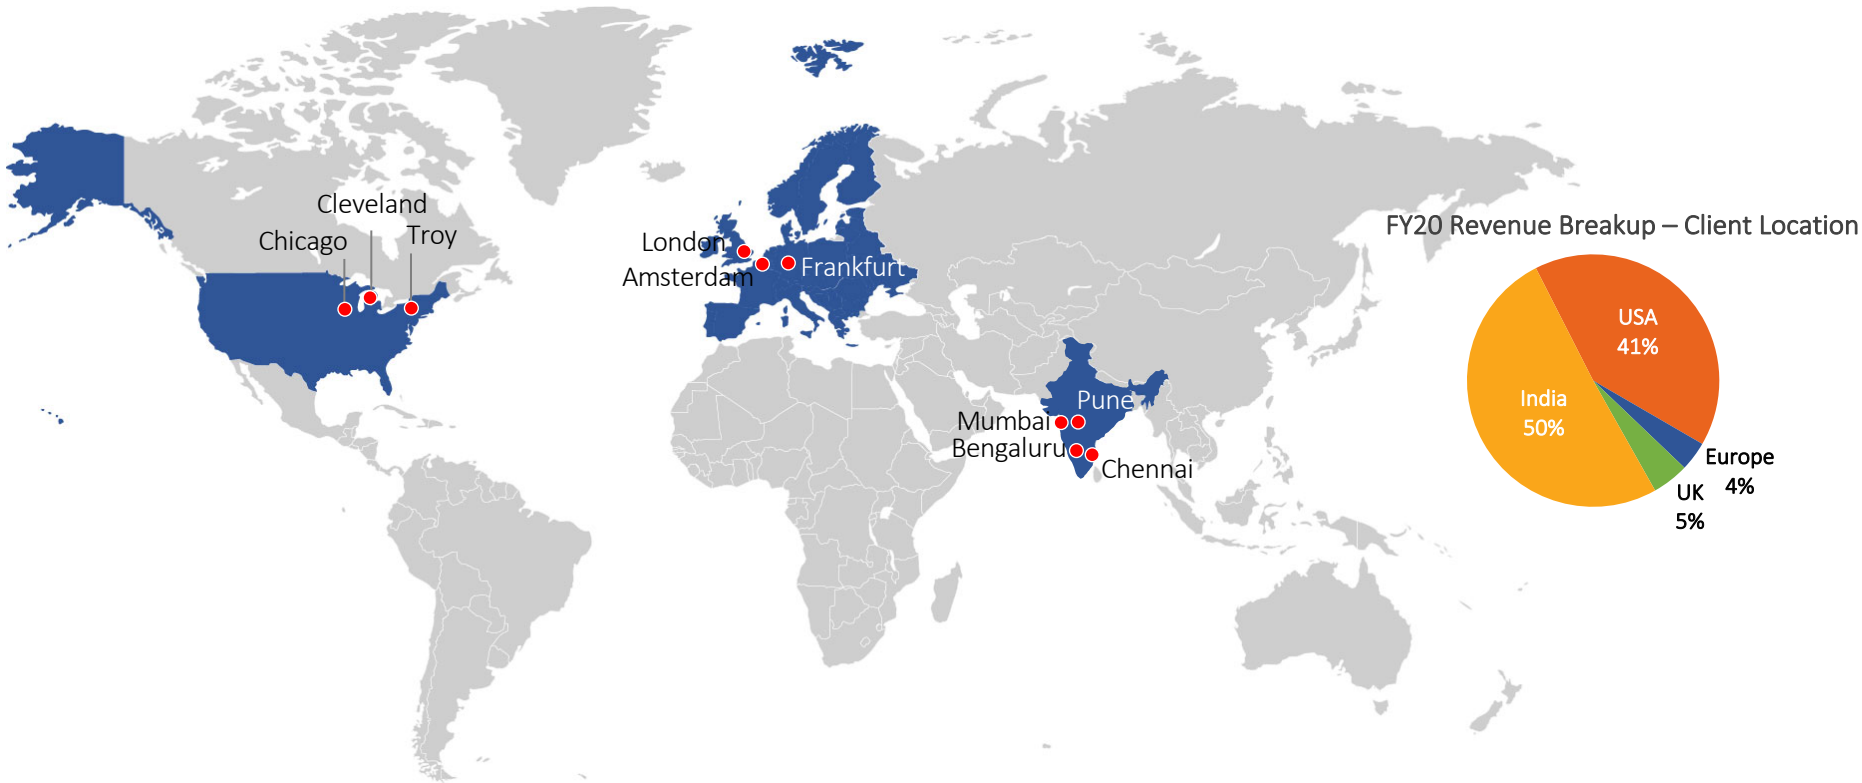 Cleveland
Chicago
Troy
London
Amsterdam
Frankfurt
Pune
Mumbai
Bengaluru
Chennai
FY20 Revenue Breakup – Client Location
USA
41%
India
50%
Europe
4%
UK
5%